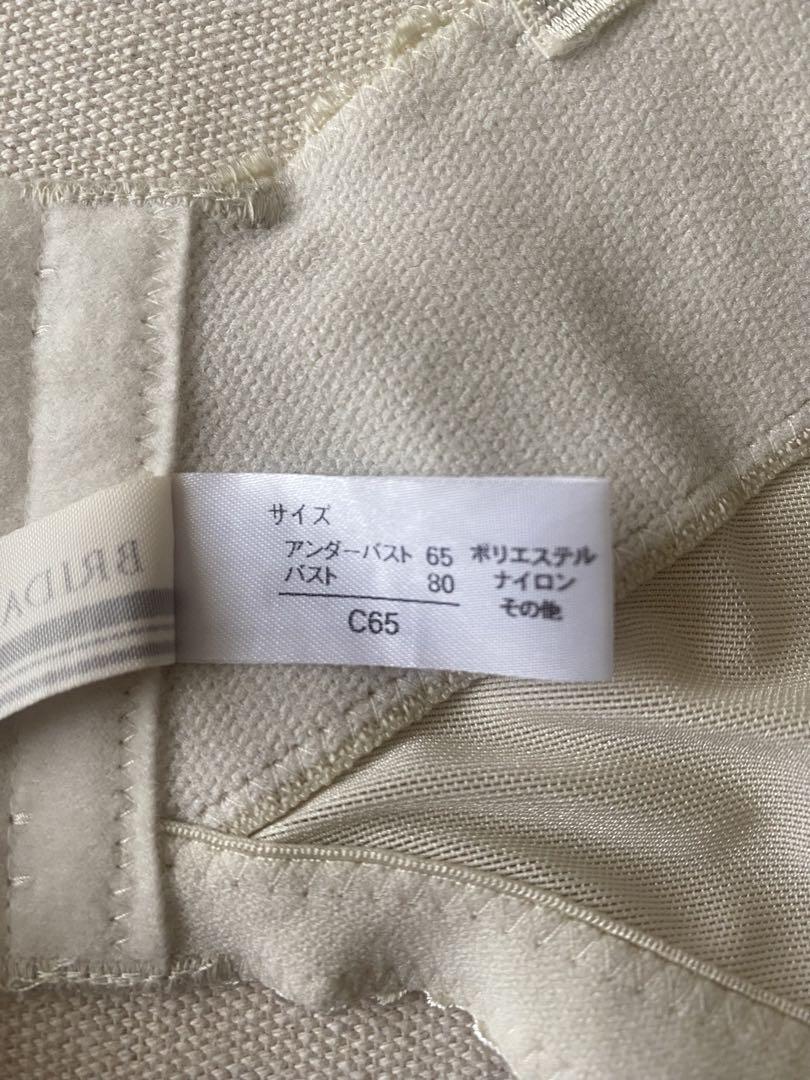 サイズ
アンダーバスト 65
バスト 80
C65
ポリエステル
ナイロン
その他